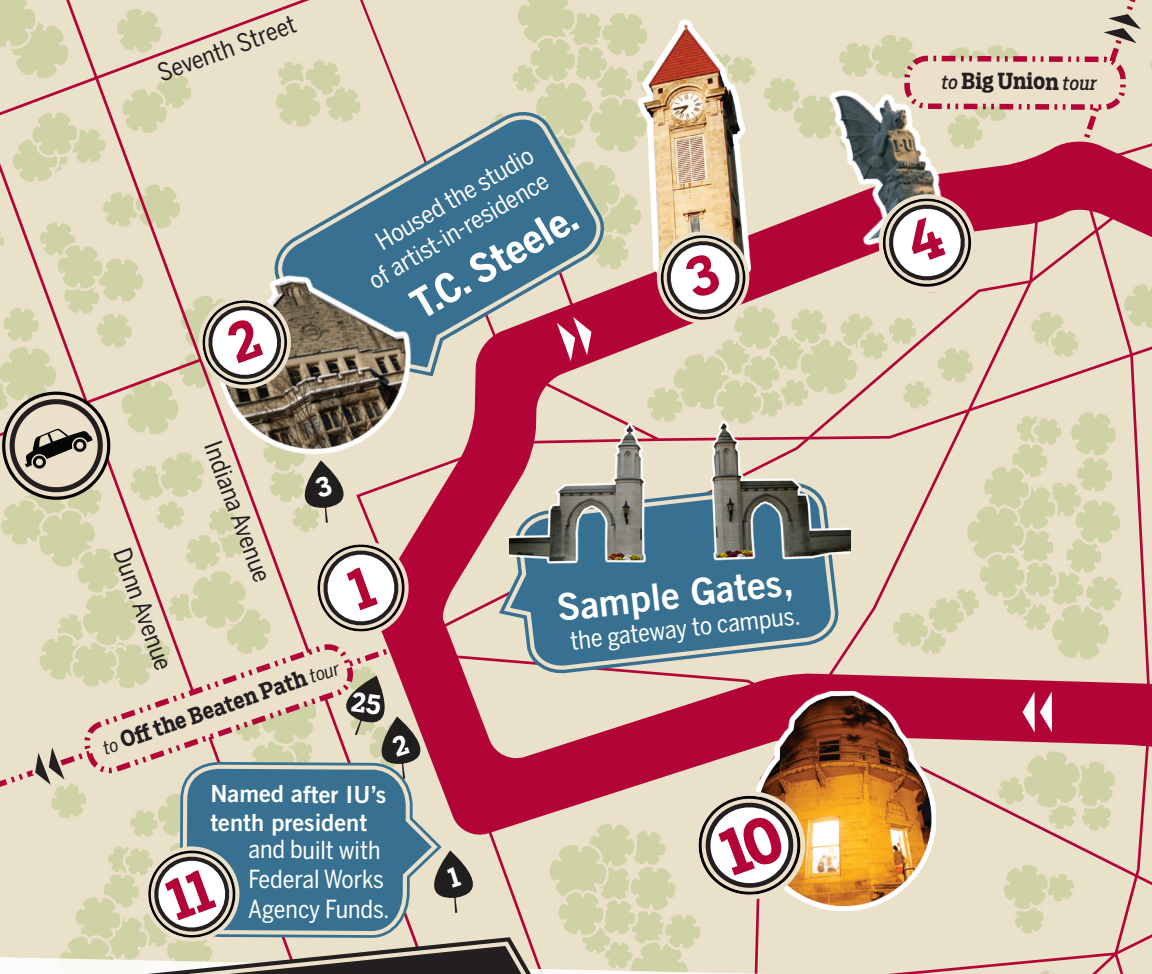 Seventh Street
to Big Union tour
I·U
Housed the studio
of artist-in-residence
T.C. Steele.
2
3
4
Indiana Avenue
Dunn Avenue
3
1
Sample Gates,
the gateway to campus.
to Off the Beaten Path tour
25
2
Named after IU's
tenth president
and built with
Federal Works
Agency Funds.
11
1
10